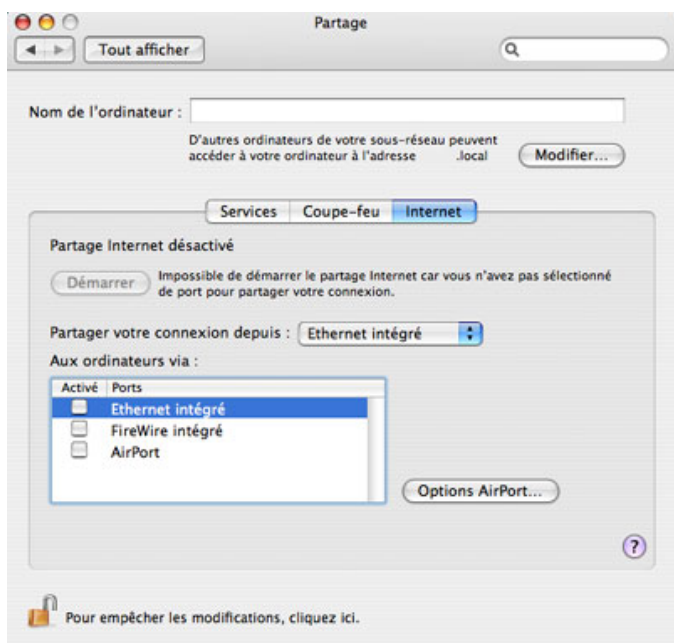 Partage
Tout afficher
Nom de l'ordinateur :
D'autres ordinateurs de votre sous-réseau peuvent
accéder à votre ordinateur à l'adresse .local
Modifier...
Services Coupe-feu Internet
Partage Internet désactivé
Démarrer
Impossible de démarrer le partage Internet car vous n'avez pas sélectionné
de port pour partager votre connexion.
Partager votre connexion depuis : Ethernet intégré
Aux ordinateurs via :
Activé Ports
Ethernet intégré
FireWire intégré
AirPort
Options AirPort...
?
Pour empêcher les modifications, cliquez ici.